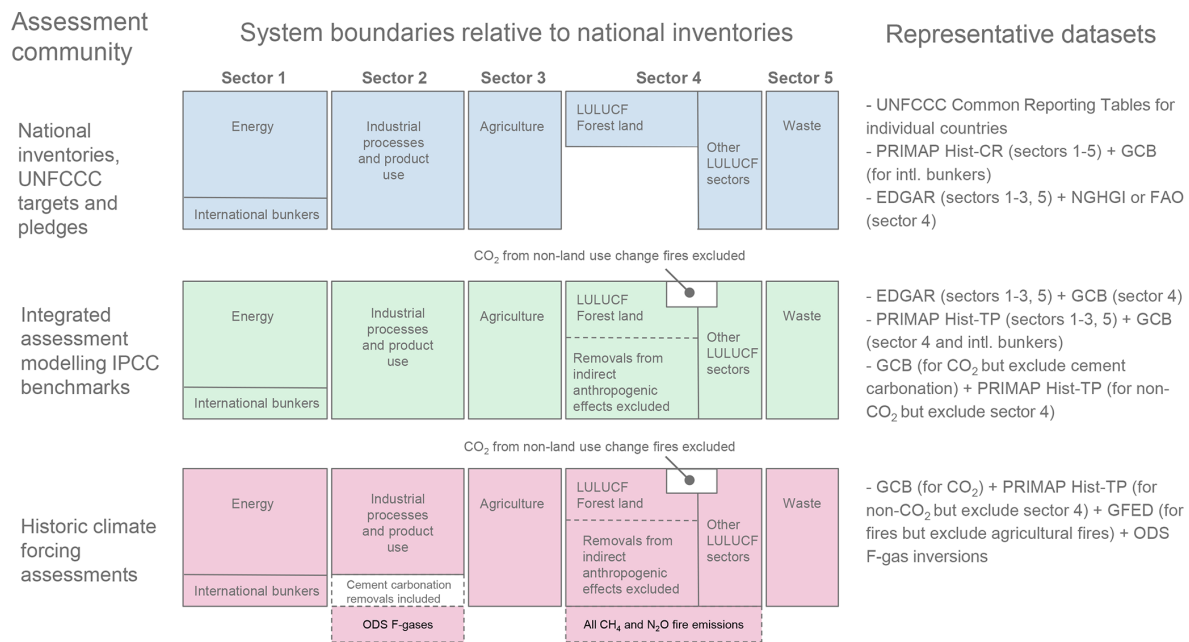 Assessment
community
System boundaries relative to national inventories
Representative datasets
Sector 1
Sector 2
Sector 3
Sector 4
Sector 5
National
inventories,
UNFCCC
targets and
pledges
Energy
International bunkers
Industrial
processes
and product
use
Agriculture
LULUCF
Forest land
Other
LULUCF
sectors
Waste
- UNFCCC Common Reporting Tables for
individual countries
- PRIMAP Hist-CR (sectors 1-5) + GCB
(for intl. bunkers)
- EDGAR (sectors 1-3, 5) + NGHGI or FAO
(sector 4)
CO2 from non-land use change fires excluded
Integrated
assessment
modelling IPCC
benchmarks
Energy
International bunkers
Industrial
processes
and product
use
Agriculture
LULUCF
Forest land
Removals from
indirect
anthropogenic
effects excluded
Other
LULUCF
sectors
Waste
- EDGAR (sectors 1-3, 5) + GCB (sector 4)
- PRIMAP Hist-TP (sectors 1-3, 5) + GCB
(sector 4 and intl. bunkers)
- GCB (for CO2 but exclude cement
carbonation) + PRIMAP Hist-TP (for non-
CO2 but exclude sector 4)
CO2 from non-land use change fires excluded
Historic climate
forcing
assessments
Energy
International bunkers
Industrial
processes
and product
use
Cement carbonation
removals included
ODS F-gases
Agriculture
LULUCF
Forest land
Removals from
indirect
anthropogenic
effects excluded
Other
LULUCF
sectors
All CH4 and N2O fire emissions
Waste
- GCB (for CO2) + PRIMAP Hist-TP (for
non-CO2 but exclude sector 4) + GFED (for
fires but exclude agricultural fires) + ODS
F-gas inversions